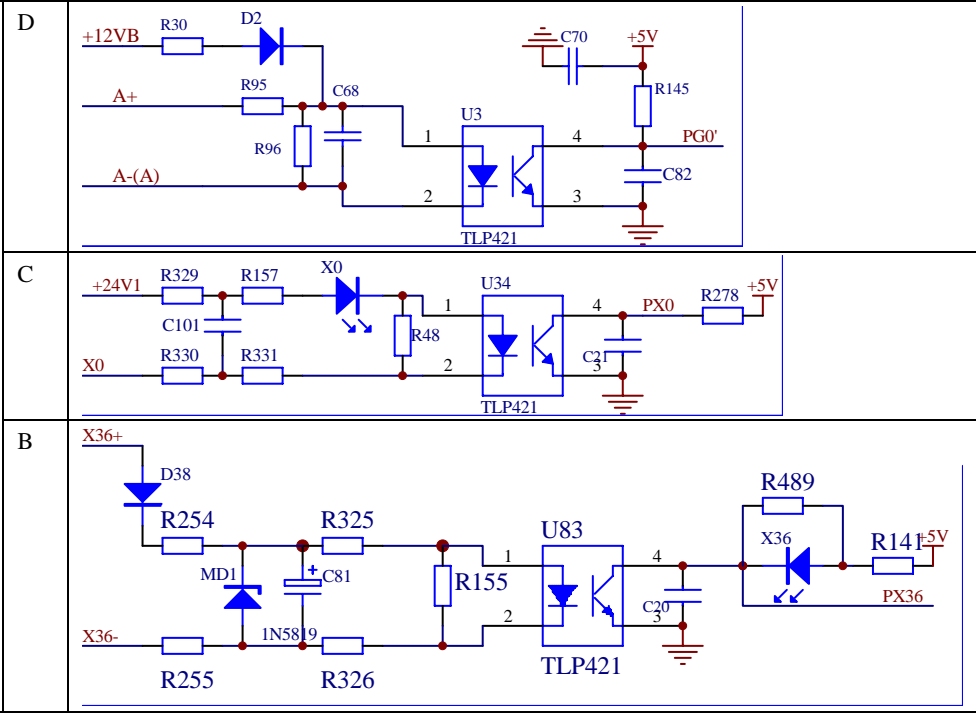 D
R30
D2
+12VB
C70
+5V
R95
C68
R145
A+
U3
R96
1
4
PG0'
A-(A)
C82
2
3
TLP421
C
R329
R157
X0
U34
+24V1
1
4
PX0
R278
+5V
C101
R48
R330
R331
C21
X0
2
3
TLP421
B
X36+
D38
R489
R254
R325
U83
X36
R141
+5V
1
4
MD1
+
C81
R155
C20
PX36
2
3
X36-
1N5819
R255
R326
TLP421